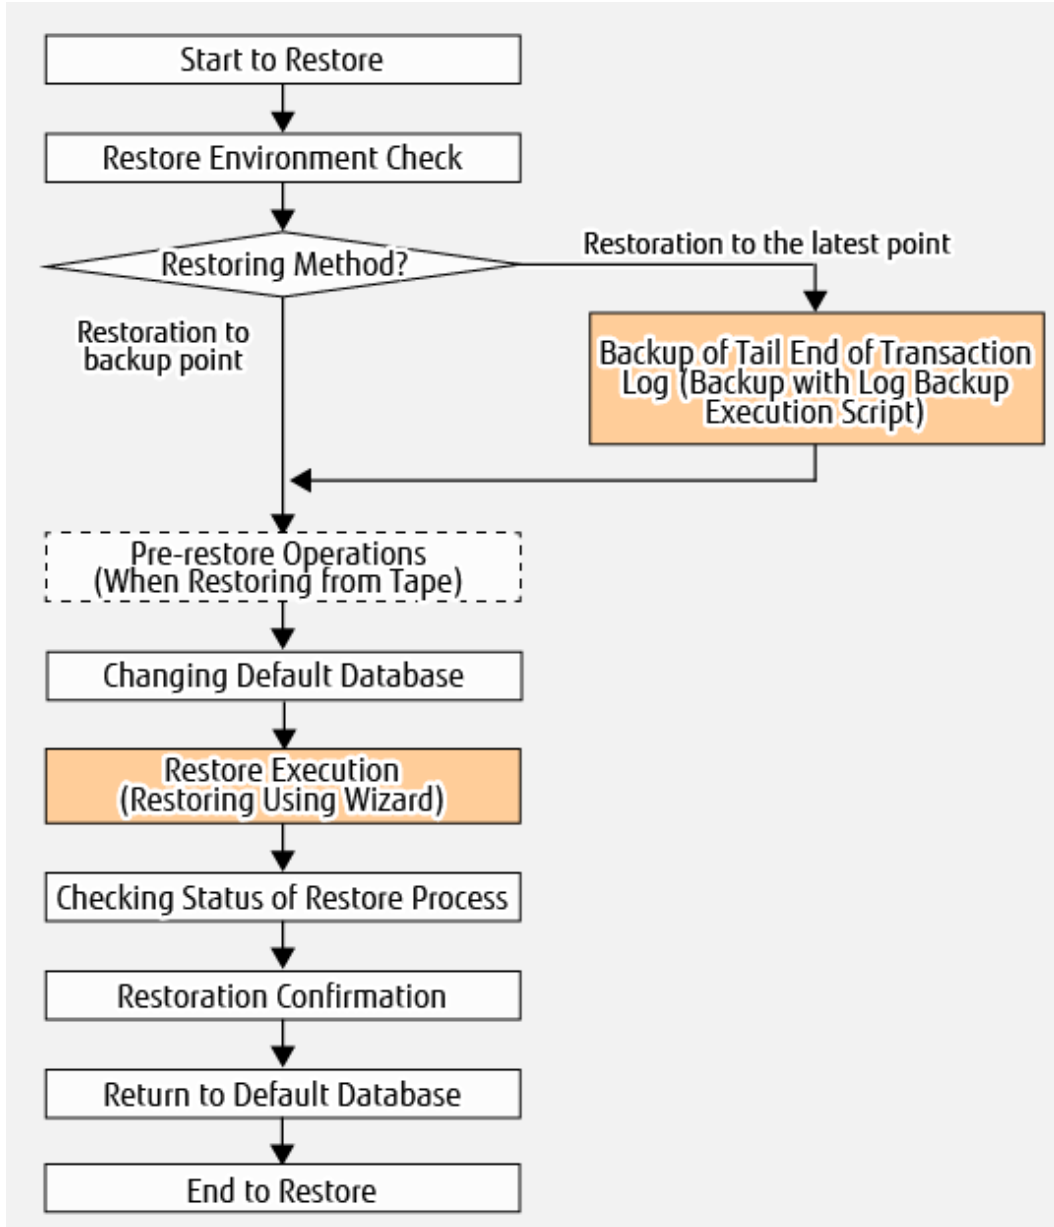 Start to Restore
Restore Environment Check
Restoring Method?
Restoration to the latest point
Restoration to
backup point
Backup of Tail End of Transaction
Log (Backup with Log Backup
Execution Script)
Pre-restore Operations
(When Restoring from Tape)
Changing Default Database
Restore Execution
(Restoring Using Wizard)
Checking Status of Restore Process
Restoration Confirmation
Return to Default Database
End to Restore